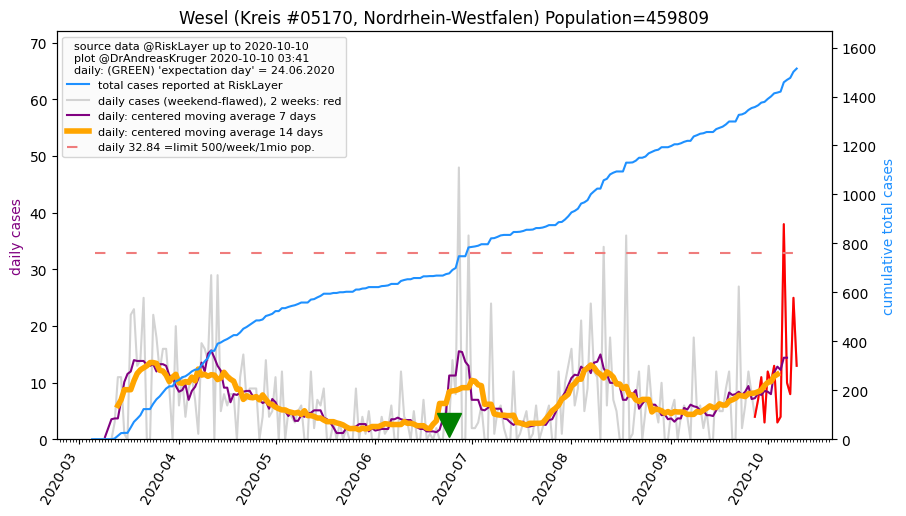 Wesel (Kreis #05170, Nordrhein-Westfalen) Population=459809
source data @RiskLayer up to 2020-10-10
plot @DrAndreasKruger 2020-10-10 03:41
daily: (GREEN) 'expectation day' = 24.06.2020
total cases reported at RiskLayer
daily cases (weekend-flawed), 2 weeks: red
daily: centered moving average 7 days
daily: centered moving average 14 days
daily 32.84 =limit 500/week/1mio pop.
daily cases
70
60
50
40
30
20
10
0
1600
1400
1200
1000
800
600
400
200
0
cumulative total cases
2020-03
2020-04
2020-05
2020-06
2020-07
2020-08
2020-09
2020-10